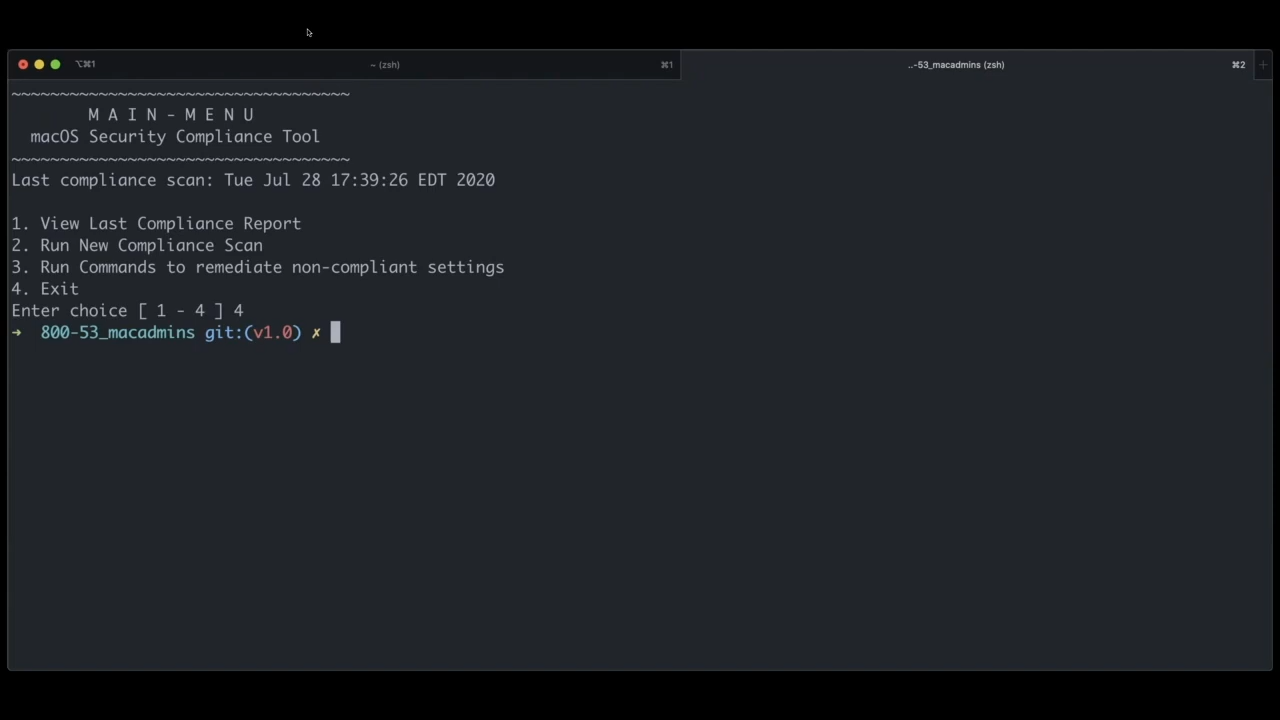 ⌥⌘1 ~ (zsh) ⌘1 ..-53_macadmins (zsh) ⌘2 +
~~~~~~~~~~~~~~~~~~~~~~~~~~~~~~~~~~~
M A I N - M E N U
macOS Security Compliance Tool
~~~~~~~~~~~~~~~~~~~~~~~~~~~~~~~~~~~
Last compliance scan: Tue Jul 28 17:39:26 EDT 2020
1. View Last Compliance Report
2. Run New Compliance Scan
3. Run Commands to remediate non-compliant settings
4. Exit
Enter choice [ 1 - 4 ] 4
➜ 800-53_macadmins git:(v1.0) ✗